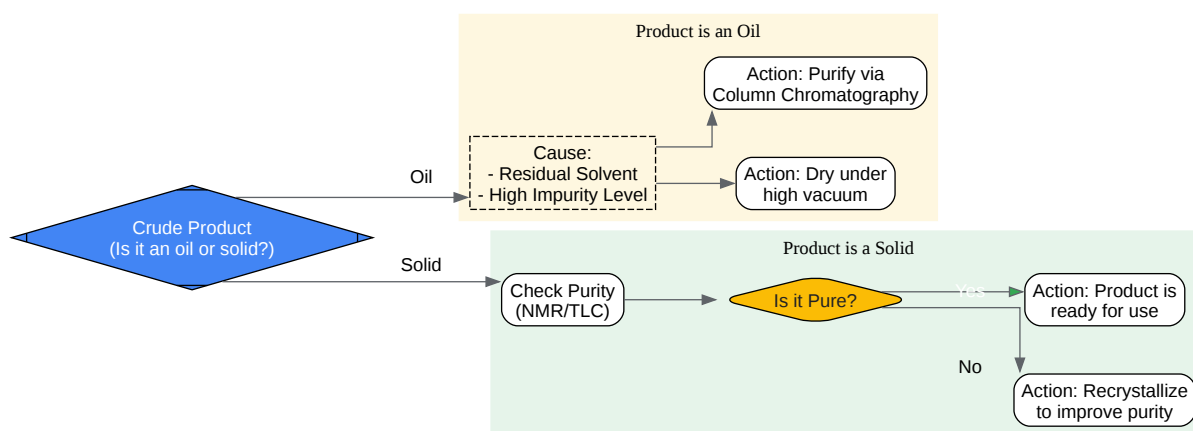 Product is an Oil
Action: Purify via
Column Chromatography
Cause:
- Residual Solvent
- High Impurity Level
Action: Dry under
high vacuum
Oil
Crude Product
(Is it an oil or solid?)
Solid
Product is a Solid
Check Purity
(NMR/TLC)
Is it Pure?
Yes
Action: Product is
ready for use
No
Action: Recrystallize
to improve purity